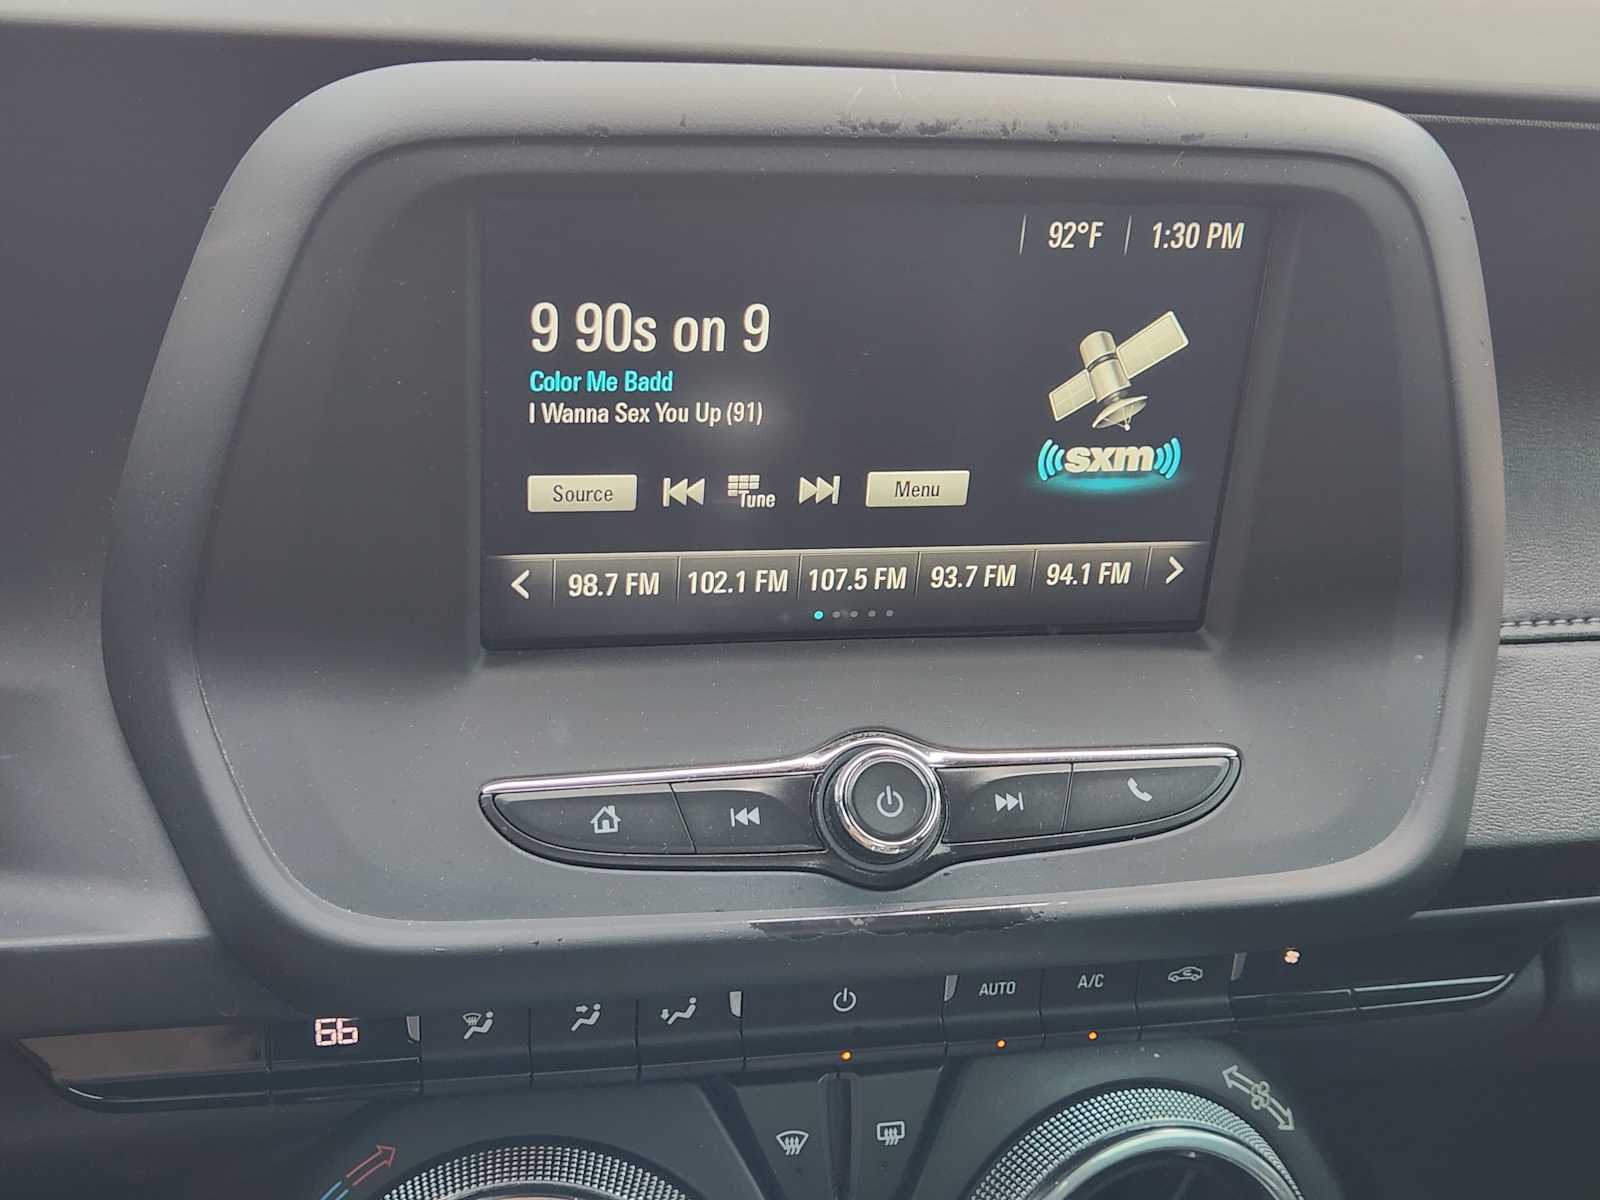 92°F 1:30 PM
9 90s on 9
Color Me Badd
I Wanna Sex You Up (91)
sxm
Source Tune Menu
98.7 FM 102.1 FM 107.5 FM 93.7 FM 94.1 FM
AUTO A/C
66